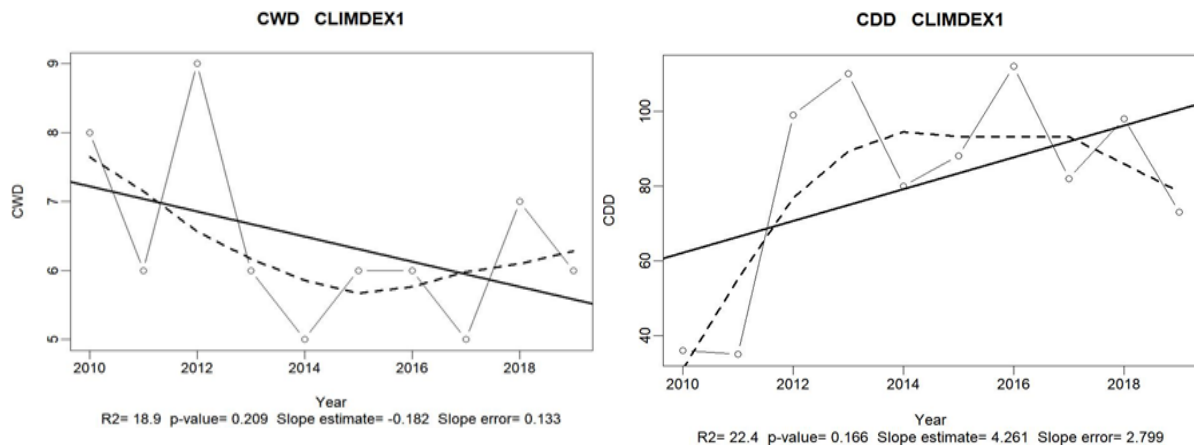 CWD CLIMDEX1
CWD
9
8
7
6
5
2010 2012 2014 2016 2018
Year
R2= 18.9 p-value= 0.209 Slope estimate= -0.182 Slope error= 0.133
CDD CLIMDEX1
CDD
100
80
60
40
2010 2012 2014 2016 2018
Year
R2= 22.4 p-value= 0.166 Slope estimate= 4.261 Slope error= 2.799